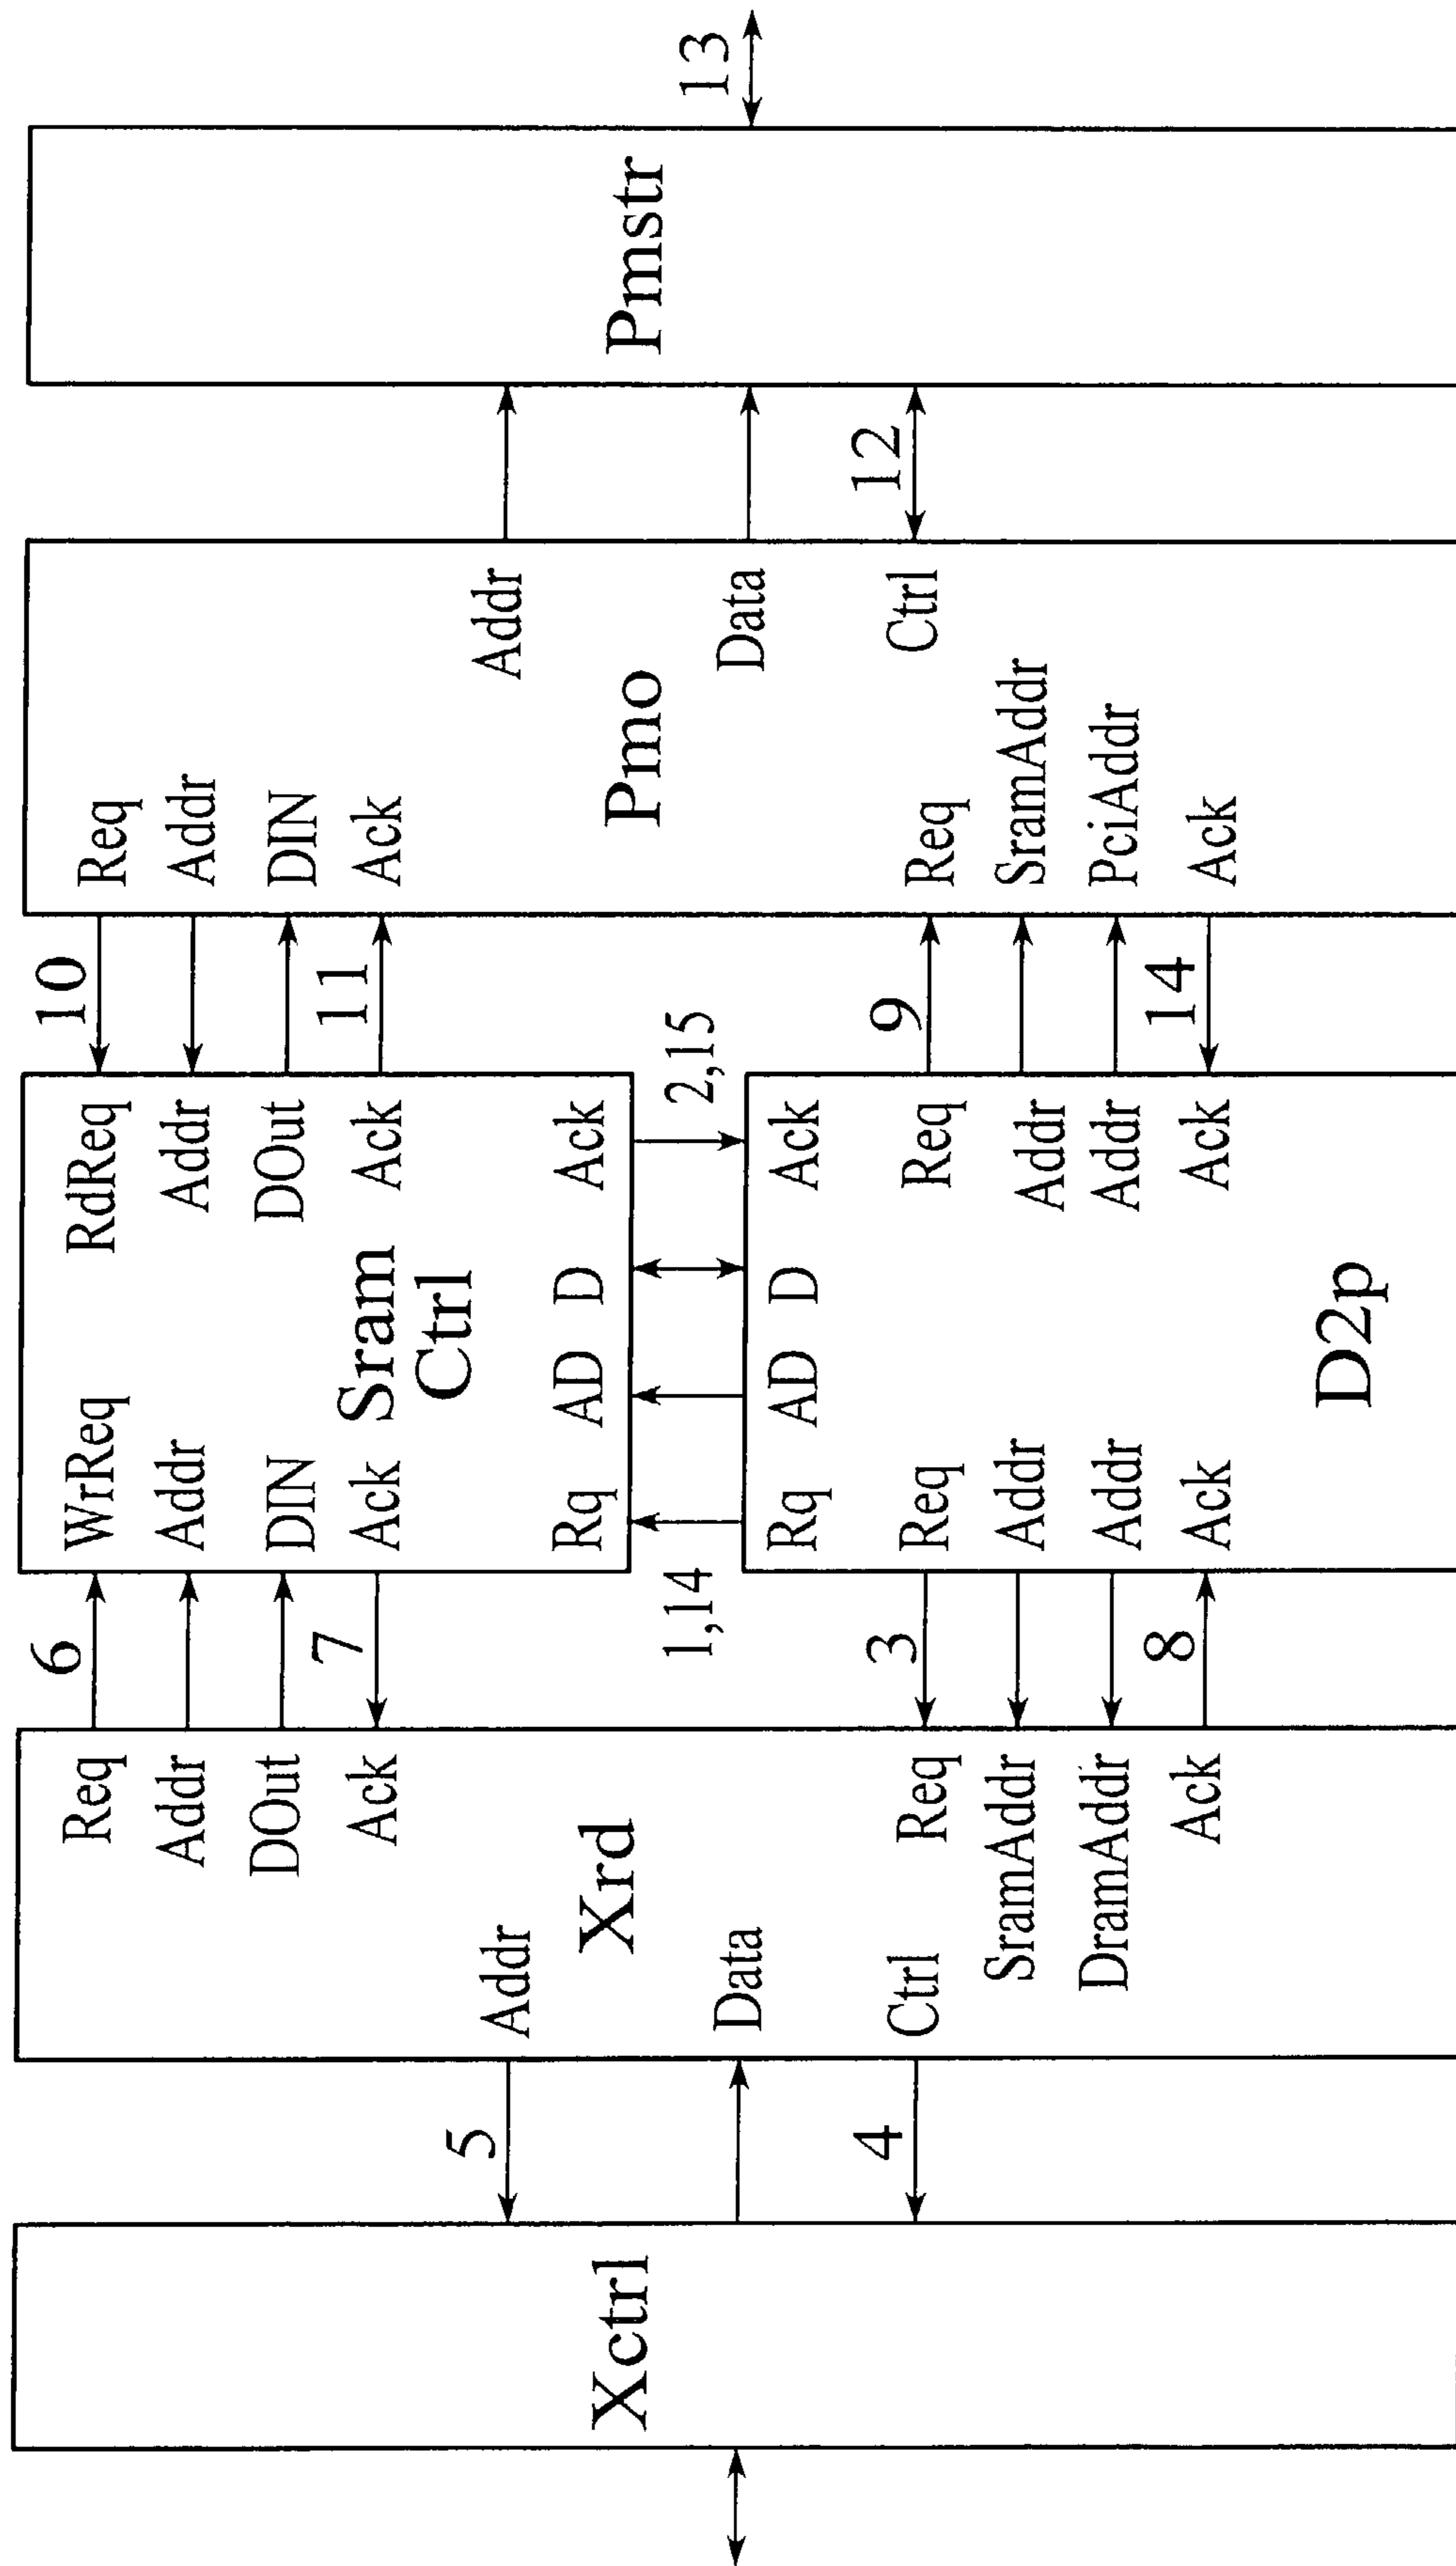 Xctrl
5
4
Addr
Data
Ctrl
Xrd
Req
Addr
DOut
Ack
Req
SramAddr
DramAddr
Ack
6
7
3
8
WrReq
Addr
DIN
Ack
RdReq
Addr
DOut
Ack
Sram
Ctrl
Rq AD D Ack
1,14
2,15
Rq AD D Ack
Req
Addr
Addr
Ack
Req
Addr
Addr
Ack
D2p
10
11
9
14
Req
Addr
DIN
Ack
Pmo
Req
SramAddr
PciAddr
Ack
Addr
Data
Ctrl
12
Pmstr
13